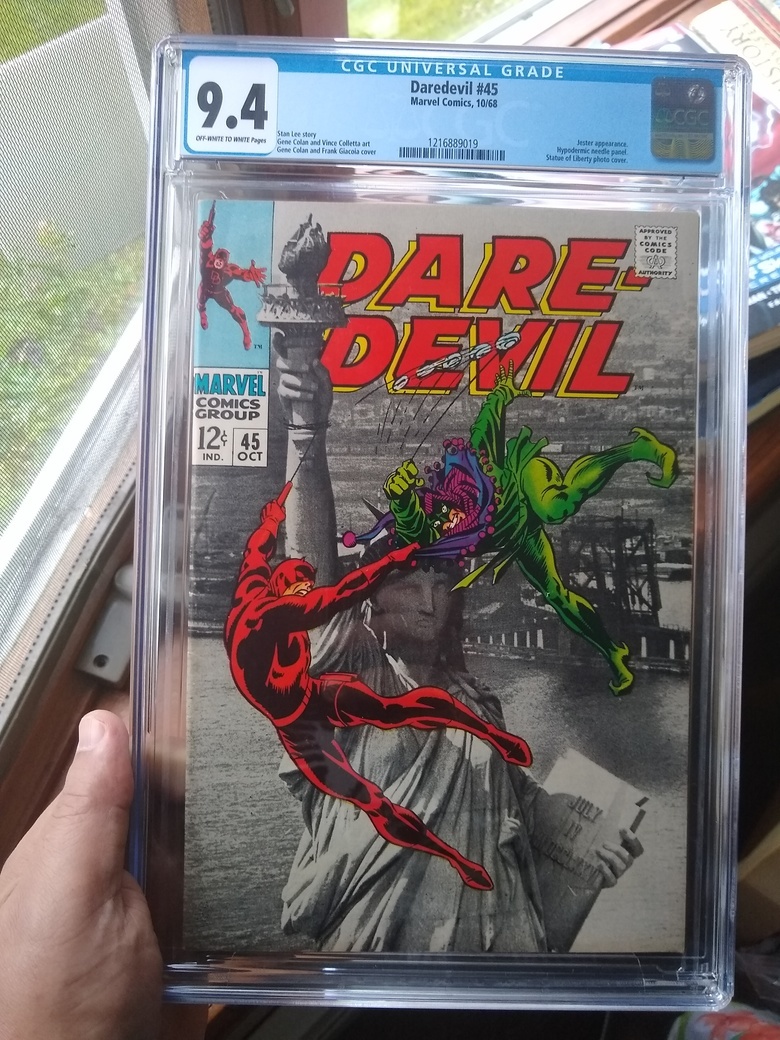 CGC UNIVERSAL GRADE
9.4
OFF-WHITE TO WHITE Pages
Daredevil #45
Marvel Comics, 10/68
Stan Lee story
Gene Colan and Vince Colletta art
Gene Colan and Frank Giacoia cover
1216889019
Jester appearance.
Hypodermic needle panel.
Statue of Liberty photo cover.
CGC
DARE-
DEVIL
TM
APPROVED
BY THE
COMICS
CODE
AUTHORITY
TM
MARVEL
COMICS
GROUP
12¢
IND.
45
OCT
JULY